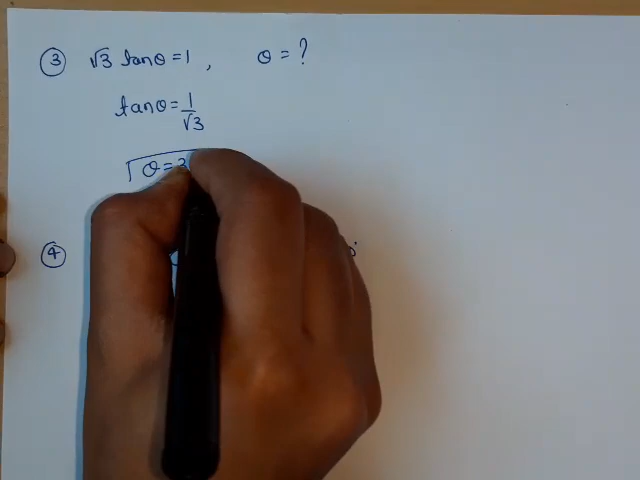 ③ √3 tanθ = 1 , θ = ?
tanθ = 1/√3
θ = 3
④